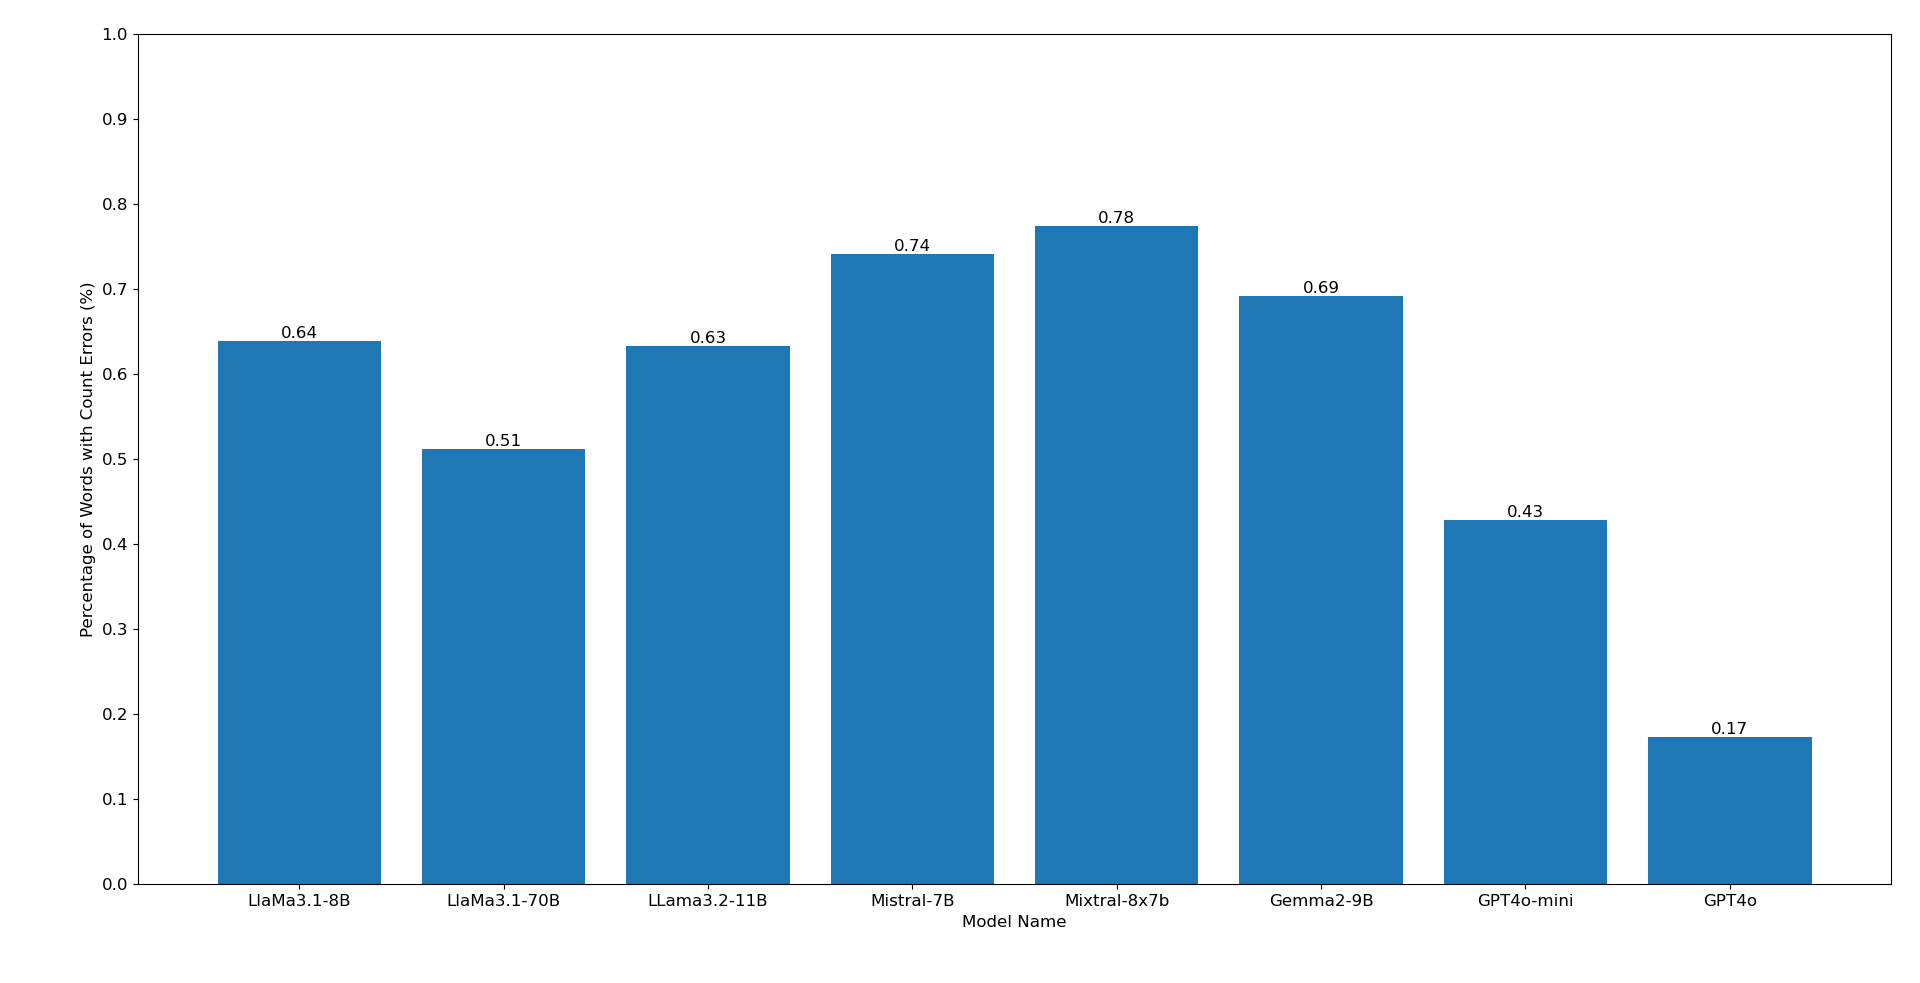 1.0
0.9
0.8
0.7
0.6
0.5
0.4
0.3
0.2
0.1
0.0
Percentage of Words with Count Errors (%)
0.64
0.51
0.63
0.74
0.78
0.69
0.43
0.17
LlaMa3.1-8B
LlaMa3.1-70B
LLama3.2-11B
Mistral-7B
Mixtral-8x7b
Gemma2-9B
GPT4o-mini
GPT4o
Model Name